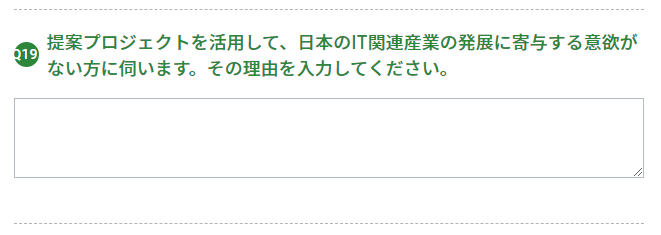 Q19
提案プロジェクトを活用して、日本のIT関連産業の発展に寄与する意欲が
ない方に伺います。その理由を入力してください。